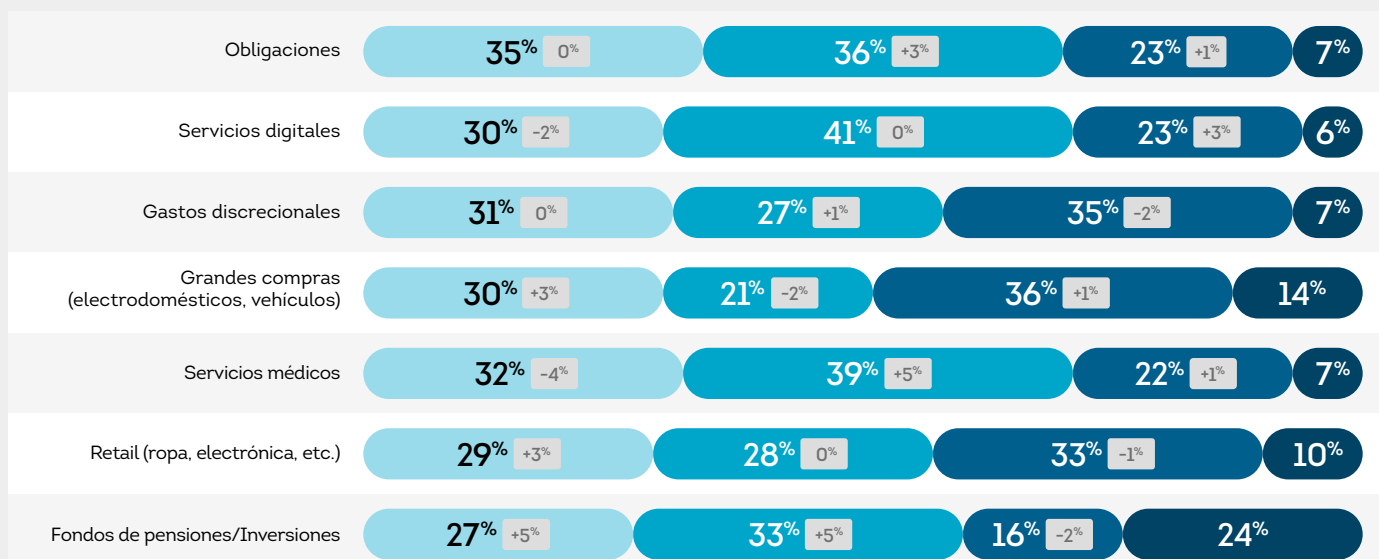 Obligaciones 35% 0% 36% +3% 23% +1% 7%
Servicios digitales 30% -2% 41% 0% 23% +3% 6%
Gastos discrecionales 31% 0% 27% +1% 35% -2% 7%
Grandes compras
(electrodomésticos, vehículos) 30% +3% 21% -2% 36% +1% 14%
Servicios médicos 32% -4% 39% +5% 22% +1% 7%
Retail (ropa, electrónica, etc.) 29% +3% 28% 0% 33% -1% 10%
Fondos de pensiones/Inversiones 27% +5% 33% +5% 16% -2% 24%